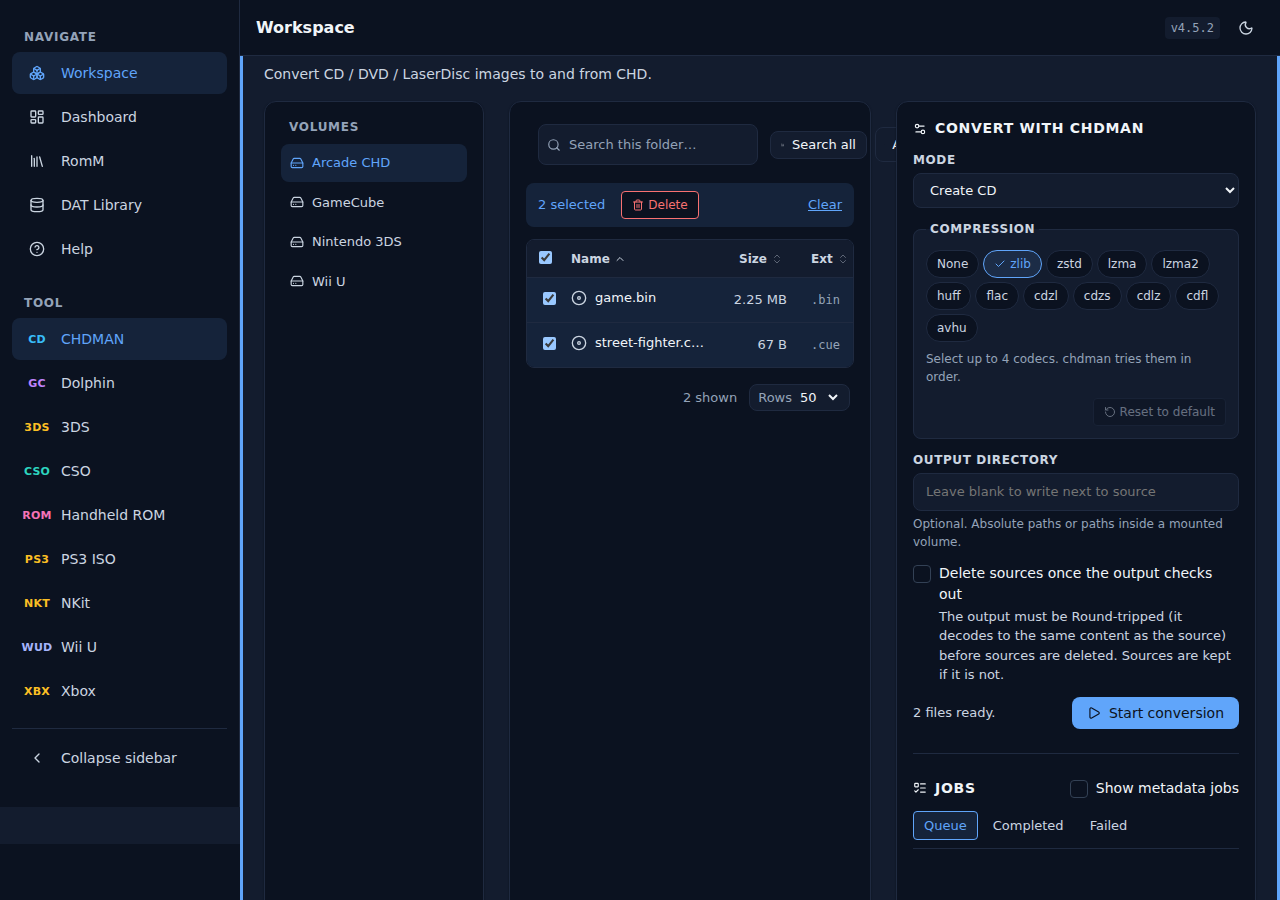 NAVIGATE
Workspace
Dashboard
RomM
DAT Library
Help
TOOL
CD CHDMAN
GC Dolphin
3DS 3DS
CSO CSO
ROM Handheld ROM
PS3 PS3 ISO
NKT NKit
WUD Wii U
XBX Xbox
Collapse sidebar
Workspace
v4.5.2
Convert CD / DVD / LaserDisc images to and from CHD.
VOLUMES
Arcade CHD
GameCube
Nintendo 3DS
Wii U
Search this folder…
Search all
2 selected
Delete
Clear
Name Size Ext
game.bin 2.25 MB .bin
street-fighter.c… 67 B .cue
2 shown Rows 50
CONVERT WITH CHDMAN
MODE
Create CD
COMPRESSION
None zlib zstd lzma lzma2
huff flac cdzl cdzs cdlz cdfl
avhu
Select up to 4 codecs. chdman tries them in
order.
Reset to default
OUTPUT DIRECTORY
Leave blank to write next to source
Optional. Absolute paths or paths inside a mounted
volume.
Delete sources once the output checks
out
The output must be Round-tripped (it
decodes to the same content as the source)
before sources are deleted. Sources are kept
if it is not.
2 files ready.
Start conversion
JOBS
Show metadata jobs
Queue Completed Failed